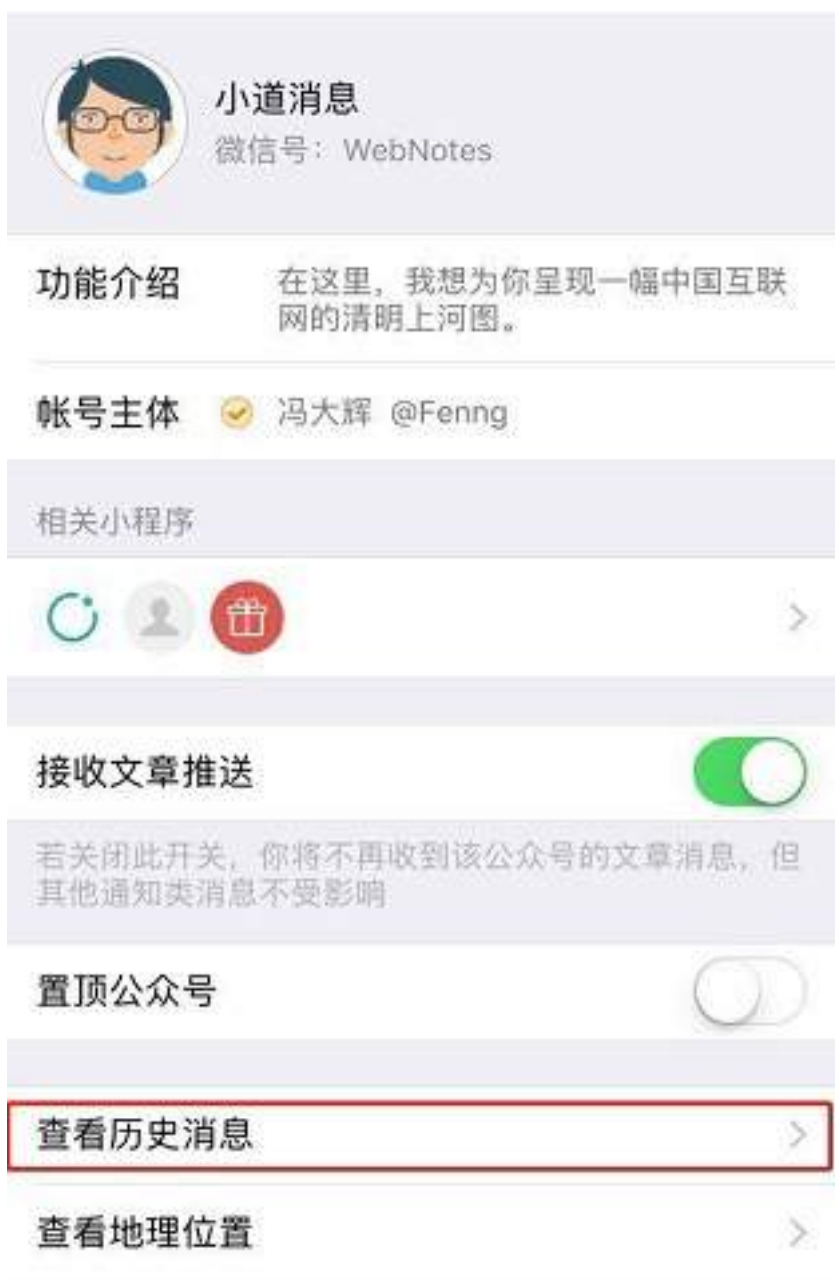 小道消息
微信号：WebNotes
功能介绍 在这里，我想为你呈现一幅中国互联
网的清明上河图。
帐号主体 冯大辉 @Fenng
相关小程序
接收文章推送
若关闭此开关，你将不再收到该公众号的文章消息，但
其他通知类消息不受影响
置顶公众号
查看历史消息
查看地理位置